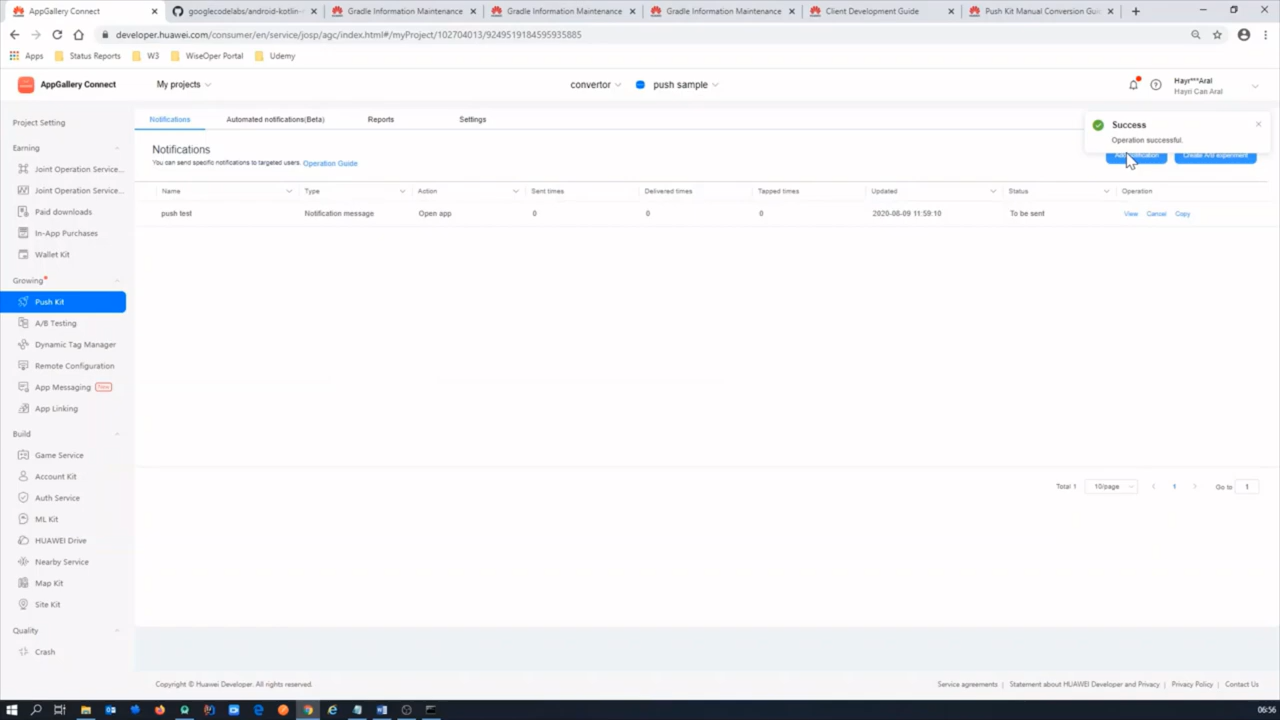 AppGallery Connect
googlecodelabs/android-kotlin-
Gradle Information Maintenance
Gradle Information Maintenance
Gradle Information Maintenance
Client Development Guide
Push Kit Manual Conversion Gui
developer.huawei.com/consumer/en/service/josp/agc/index.html#/myProject/102704013/9249519184595935885
Apps
Status Reports
W3
WiseOper Portal
Udemy
AppGallery Connect
My projects
convertor
push sample
Hayr***Aral
Hayri Can Aral
Project Setting
Notifications
Automated notifications(Beta)
Reports
Settings
Success
Operation successful.
Earning
Joint Operation Service...
Joint Operation Service...
Paid downloads
In-App Purchases
Wallet Kit
Growing
Push Kit
A/B Testing
Dynamic Tag Manager
Remote Configuration
App Messaging New
App Linking
Build
Game Service
Account Kit
Auth Service
ML Kit
HUAWEI Drive
Nearby Service
Map Kit
Site Kit
Quality
Crash
Notifications
You can send specific notifications to targeted users. Operation Guide
Create A/B experiment
Name
Type
Action
Sent times
Delivered times
Tapped times
Updated
Status
Operation
push test
Notification message
Open app
0
0
0
2020-08-09 11:59:10
To be sent
View
Cancel
Copy
Total 1
10/page
1
Go to
1
Copyright © Huawei Developer. All rights reserved.
Service agreements
Statement about HUAWEI Developer and Privacy
Privacy Policy
Contact Us
06:56